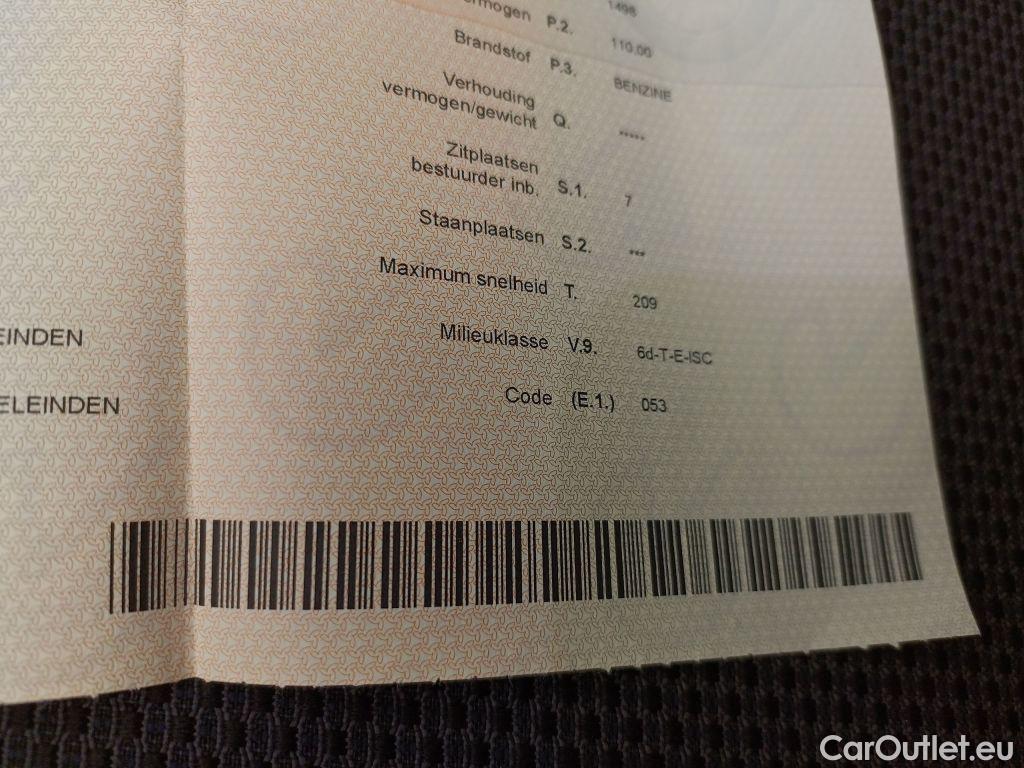 1498
ermogen P.2. 110.00
Brandstof P.3. BENZINE
Verhouding
vermogen/gewicht Q. *****
Zitplaatsen
bestuurder inb. S.1. 7
Staanplaatsen S.2. ***
Maximum snelheid T. 209
EINDEN
Milieuklasse V.9. 6d-T-E-ISC
ELEINDEN
Code (E.1.) 053
CarOutlet.eu